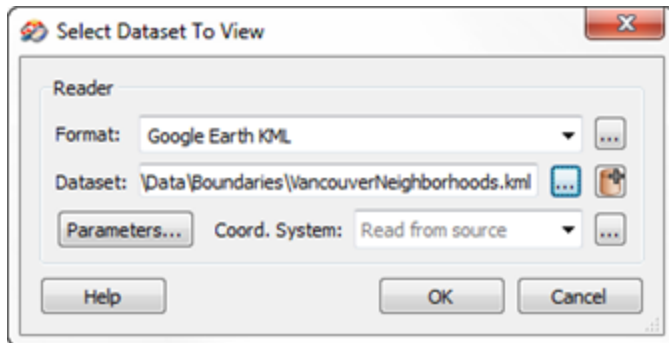 Select Dataset To View
Reader
Format: Google Earth KML ...
Dataset: \Data\Boundaries\VancouverNeighborhoods.kml ...
Parameters... Coord. System: Read from source ...
Help OK Cancel